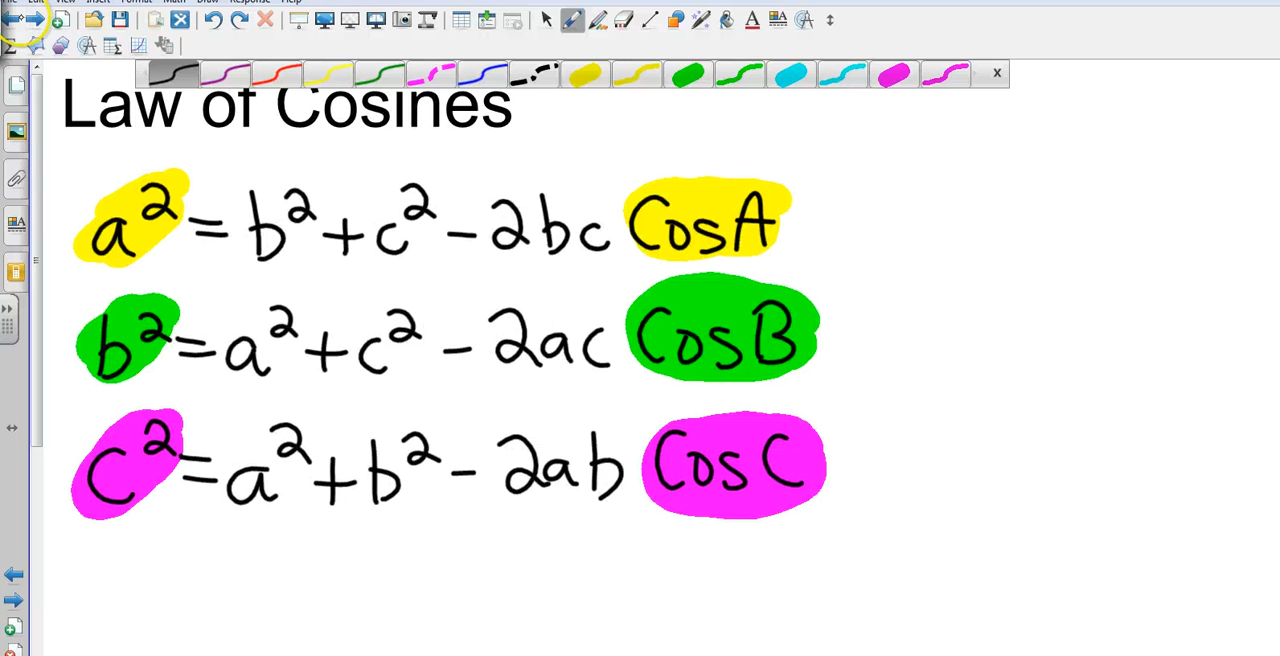 Law of Cosines
a² = b² + c² - 2bc CosA
b² = a² + c² - 2ac CosB
c² = a² + b² - 2ab CosC